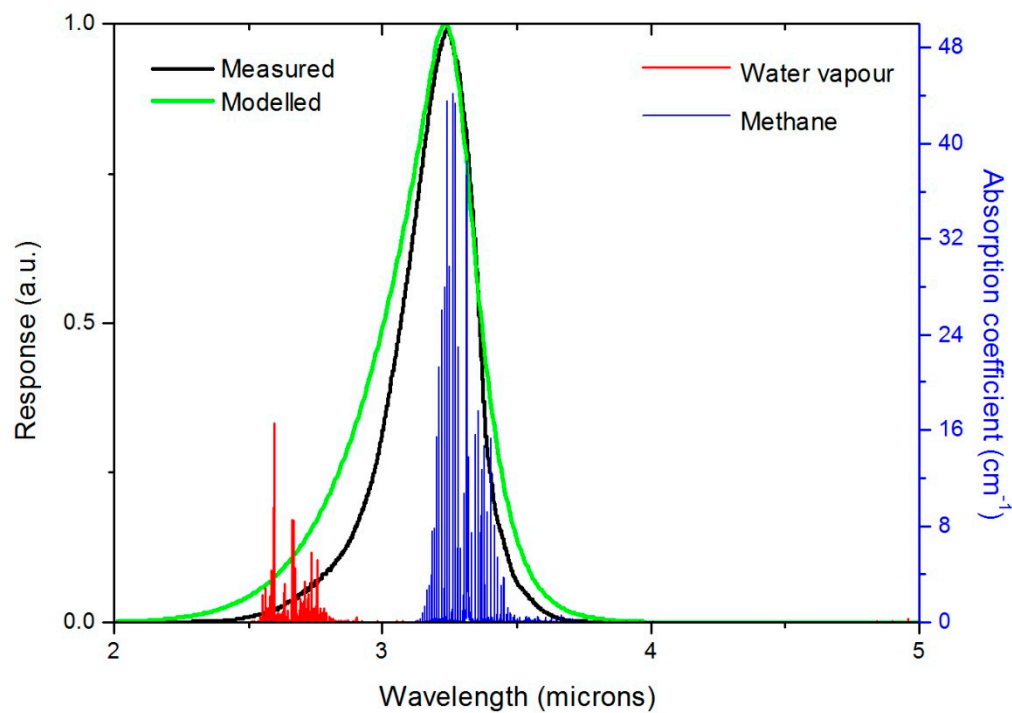 1.0
0.5
0.0
Response (a.u.)
Measured
Modelled
Water vapour
Methane
48
40
32
24
16
8
0
Absorption coefficient (cm⁻¹)
2
3
4
5
Wavelength (microns)